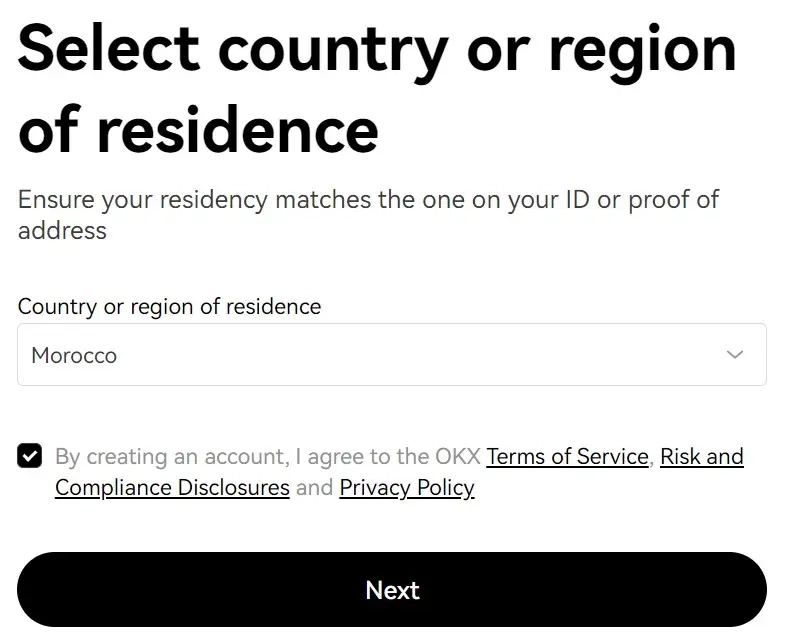 Select country or region
of residence
Ensure your residency matches the one on your ID or proof of
address
Country or region of residence
Morocco
By creating an account, I agree to the OKX Terms of Service, Risk and
Compliance Disclosures and Privacy Policy
Next